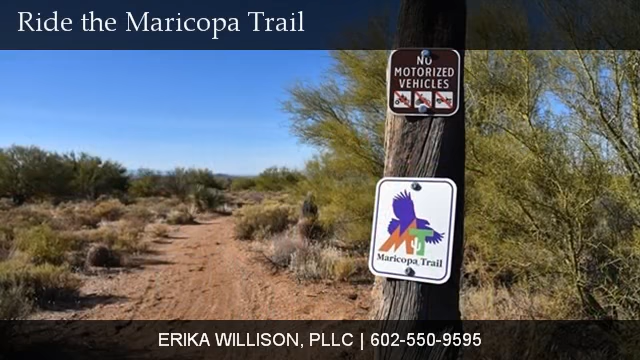 Ride the Maricopa Trail
NO
MOTORIZED
VEHICLES
MT
Maricopa Trail
ERIKA WILLISON, PLLC | 602-550-9595